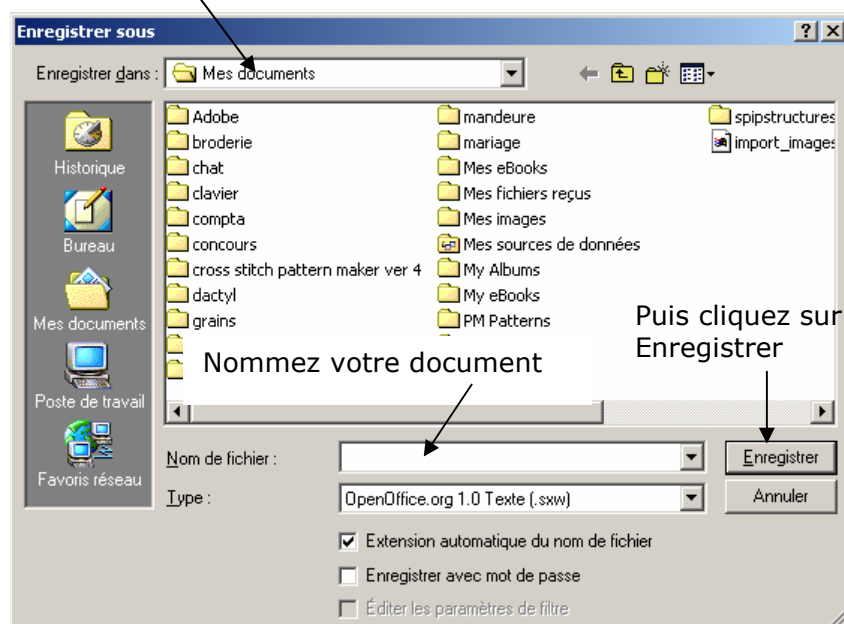 Enregistrer sous
Enregistrer dans :
Mes documents
Historique
Bureau
Mes documents
Poste de travail
Favoris réseau
Adobe
broderie
chat
clavier
compta
concours
cross stitch pattern maker ver 4
dactyl
grains
mandeure
mariage
Mes eBooks
Mes fichiers reçus
Mes images
Mes sources de données
My Albums
My eBooks
PM Patterns
spipstructures
import_images
Nommez votre document
Puis cliquez sur
Enregistrer
Nom de fichier :
Enregistrer
Type :
OpenOffice.org 1.0 Texte (.sxw)
Annuler
Extension automatique du nom de fichier
Enregistrer avec mot de passe
Éditer les paramètres de filtre